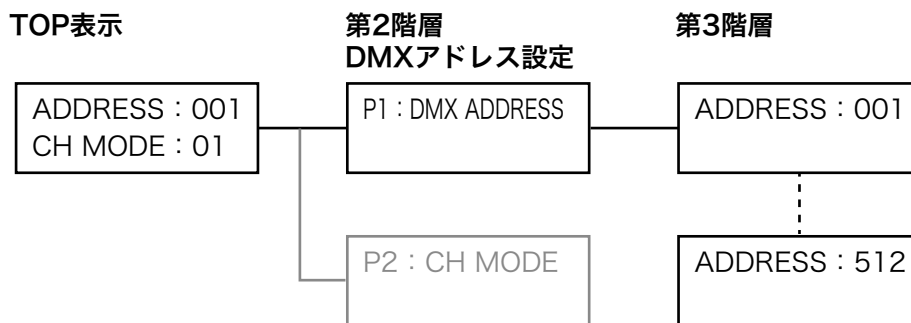 TOP表示
第2階層
DMXアドレス設定
第3階層
ADDRESS：001
CH MODE：01
P1：DMX ADDRESS
ADDRESS：001
P2：CH MODE
ADDRESS：512